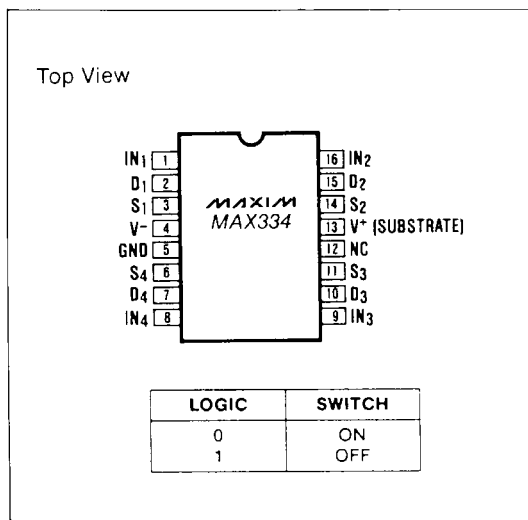 Top View
IN1 1 16 IN2
D1 2 15 D2
S1 3 14 S2
V- 4 13 V+ (SUBSTRATE)
GND 5 12 NC
S4 6 11 S3
D4 7 10 D3
IN4 8 9 IN3
MAXIM
MAX334
LOGIC SWITCH
0 ON
1 OFF